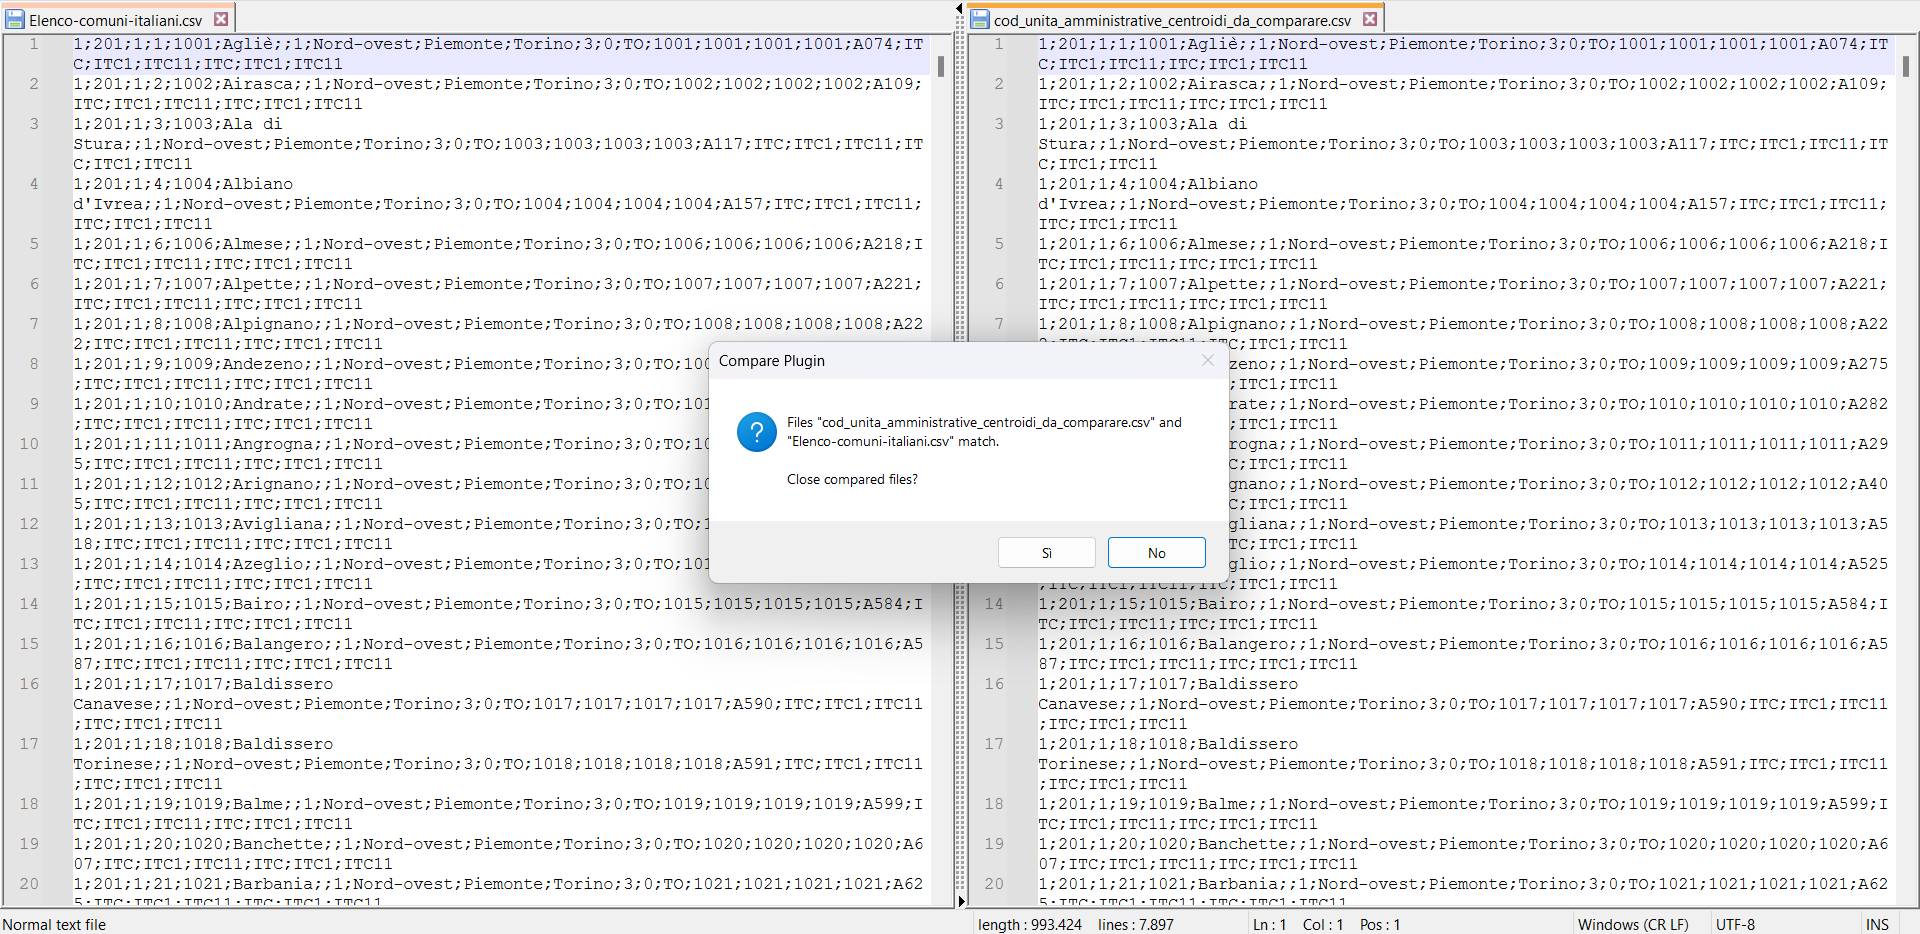 Elenco-comuni-italiani.csv
1 1;201;1;1;1001;Agliè;;1;Nord-ovest;Piemonte;Torino;3;0;TO;1001;1001;1001;1001;A074;IT
C;ITC1;ITC11;ITC;ITC1;ITC11
2 1;201;1;2;1002;Airasca;;1;Nord-ovest;Piemonte;Torino;3;0;TO;1002;1002;1002;1002;A109;
ITC;ITC1;ITC11;ITC;ITC1;ITC11
3 1;201;1;3;1003;Ala di
Stura;;1;Nord-ovest;Piemonte;Torino;3;0;TO;1003;1003;1003;1003;A117;ITC;ITC1;ITC11;IT
C;ITC1;ITC11
4 1;201;1;4;1004;Albiano
d'Ivrea;;1;Nord-ovest;Piemonte;Torino;3;0;TO;1004;1004;1004;1004;A157;ITC;ITC1;ITC11;
ITC;ITC1;ITC11
5 1;201;1;6;1006;Almese;;1;Nord-ovest;Piemonte;Torino;3;0;TO;1006;1006;1006;1006;A218;I
TC;ITC1;ITC11;ITC;ITC1;ITC11
6 1;201;1;7;1007;Alpette;;1;Nord-ovest;Piemonte;Torino;3;0;TO;1007;1007;1007;1007;A221;
ITC;ITC1;ITC11;ITC;ITC1;ITC11
7 1;201;1;8;1008;Alpignano;;1;Nord-ovest;Piemonte;Torino;3;0;TO;1008;1008;1008;1008;A22
2;ITC;ITC1;ITC11;ITC;ITC1;ITC11
8 1;201;1;9;1009;Andezeno;;1;Nord-ovest;Piemonte;Torino;3;0;TO;100
;ITC;ITC1;ITC11;ITC;ITC1;ITC11
9 1;201;1;10;1010;Andrate;;1;Nord-ovest;Piemonte;Torino;3;0;TO;101
;ITC;ITC1;ITC11;ITC;ITC1;ITC11
10 1;201;1;11;1011;Angrogna;;1;Nord-ovest;Piemonte;Torino;3;0;TO;10
5;ITC;ITC1;ITC11;ITC;ITC1;ITC11
11 1;201;1;12;1012;Arignano;;1;Nord-ovest;Piemonte;Torino;3;0;TO;10
5;ITC;ITC1;ITC11;ITC;ITC1;ITC11
12 1;201;1;13;1013;Avigliana;;1;Nord-ovest;Piemonte;Torino;3;0;TO;1
18;ITC;ITC1;ITC11;ITC;ITC1;ITC11
13 1;201;1;14;1014;Azeglio;;1;Nord-ovest;Piemonte;Torino;3;0;TO;101
;ITC;ITC1;ITC11;ITC;ITC1;ITC11
14 1;201;1;15;1015;Bairo;;1;Nord-ovest;Piemonte;Torino;3;0;TO;1015;1015;1015;1015;A584;I
TC;ITC1;ITC11;ITC;ITC1;ITC11
15 1;201;1;16;1016;Balangero;;1;Nord-ovest;Piemonte;Torino;3;0;TO;1016;1016;1016;1016;A5
87;ITC;ITC1;ITC11;ITC;ITC1;ITC11
16 1;201;1;17;1017;Baldissero
Canavese;;1;Nord-ovest;Piemonte;Torino;3;0;TO;1017;1017;1017;1017;A590;ITC;ITC1;ITC11
;ITC;ITC1;ITC11
17 1;201;1;18;1018;Baldissero
Torinese;;1;Nord-ovest;Piemonte;Torino;3;0;TO;1018;1018;1018;1018;A591;ITC;ITC1;ITC11
;ITC;ITC1;ITC11
18 1;201;1;19;1019;Balme;;1;Nord-ovest;Piemonte;Torino;3;0;TO;1019;1019;1019;1019;A599;I
TC;ITC1;ITC11;ITC;ITC1;ITC11
19 1;201;1;20;1020;Banchette;;1;Nord-ovest;Piemonte;Torino;3;0;TO;1020;1020;1020;1020;A6
07;ITC;ITC1;ITC11;ITC;ITC1;ITC11
20 1;201;1;21;1021;Barbania;;1;Nord-ovest;Piemonte;Torino;3;0;TO;1021;1021;1021;1021;A62
5;ITC;ITC1;ITC11;ITC;ITC1;ITC11
cod_unita_amministrative_centroidi_da_comparare.csv
1 1;201;1;1;1001;Agliè;;1;Nord-ovest;Piemonte;Torino;3;0;TO;1001;1001;1001;1001;A074;IT
C;ITC1;ITC11;ITC;ITC1;ITC11
2 1;201;1;2;1002;Airasca;;1;Nord-ovest;Piemonte;Torino;3;0;TO;1002;1002;1002;1002;A109;
ITC;ITC1;ITC11;ITC;ITC1;ITC11
3 1;201;1;3;1003;Ala di
Stura;;1;Nord-ovest;Piemonte;Torino;3;0;TO;1003;1003;1003;1003;A117;ITC;ITC1;ITC11;IT
C;ITC1;ITC11
4 1;201;1;4;1004;Albiano
d'Ivrea;;1;Nord-ovest;Piemonte;Torino;3;0;TO;1004;1004;1004;1004;A157;ITC;ITC1;ITC11;
ITC;ITC1;ITC11
5 1;201;1;6;1006;Almese;;1;Nord-ovest;Piemonte;Torino;3;0;TO;1006;1006;1006;1006;A218;I
TC;ITC1;ITC11;ITC;ITC1;ITC11
6 1;201;1;7;1007;Alpette;;1;Nord-ovest;Piemonte;Torino;3;0;TO;1007;1007;1007;1007;A221;
ITC;ITC1;ITC11;ITC;ITC1;ITC11
7 1;201;1;8;1008;Alpignano;;1;Nord-ovest;Piemonte;Torino;3;0;TO;1008;1008;1008;1008;A22
2;ITC;ITC1;ITC11;ITC;ITC1;ITC11
zeno;;1;Nord-ovest;Piemonte;Torino;3;0;TO;1009;1009;1009;1009;A275
;ITC;ITC1;ITC11
rate;;1;Nord-ovest;Piemonte;Torino;3;0;TO;1010;1010;1010;1010;A282
;ITC;ITC1;ITC11
rogna;;1;Nord-ovest;Piemonte;Torino;3;0;TO;1011;1011;1011;1011;A29
C;ITC1;ITC11
gnano;;1;Nord-ovest;Piemonte;Torino;3;0;TO;1012;1012;1012;1012;A40
C;ITC1;ITC11
gliana;;1;Nord-ovest;Piemonte;Torino;3;0;TO;1013;1013;1013;1013;A5
TC;ITC1;ITC11
glio;;1;Nord-ovest;Piemonte;Torino;3;0;TO;1014;1014;1014;1014;A525
;ITC;ITC1;ITC11;ITC;ITC1;ITC11
14 1;201;1;15;1015;Bairo;;1;Nord-ovest;Piemonte;Torino;3;0;TO;1015;1015;1015;1015;A584;I
TC;ITC1;ITC11;ITC;ITC1;ITC11
15 1;201;1;16;1016;Balangero;;1;Nord-ovest;Piemonte;Torino;3;0;TO;1016;1016;1016;1016;A5
87;ITC;ITC1;ITC11;ITC;ITC1;ITC11
16 1;201;1;17;1017;Baldissero
Canavese;;1;Nord-ovest;Piemonte;Torino;3;0;TO;1017;1017;1017;1017;A590;ITC;ITC1;ITC11
;ITC;ITC1;ITC11
17 1;201;1;18;1018;Baldissero
Torinese;;1;Nord-ovest;Piemonte;Torino;3;0;TO;1018;1018;1018;1018;A591;ITC;ITC1;ITC11
;ITC;ITC1;ITC11
18 1;201;1;19;1019;Balme;;1;Nord-ovest;Piemonte;Torino;3;0;TO;1019;1019;1019;1019;A599;I
TC;ITC1;ITC11;ITC;ITC1;ITC11
19 1;201;1;20;1020;Banchette;;1;Nord-ovest;Piemonte;Torino;3;0;TO;1020;1020;1020;1020;A6
07;ITC;ITC1;ITC11;ITC;ITC1;ITC11
20 1;201;1;21;1021;Barbania;;1;Nord-ovest;Piemonte;Torino;3;0;TO;1021;1021;1021;1021;A62
5;ITC;ITC1;ITC11;ITC;ITC1;ITC11
Compare Plugin
Files "cod_unita_amministrative_centroidi_da_comparare.csv" and
"Elenco-comuni-italiani.csv" match.
Close compared files?
Sì
No
Normal text file
length : 993.424 lines : 7.897
Ln : 1 Col : 1 Pos : 1
Windows (CR LF)
UTF-8
INS